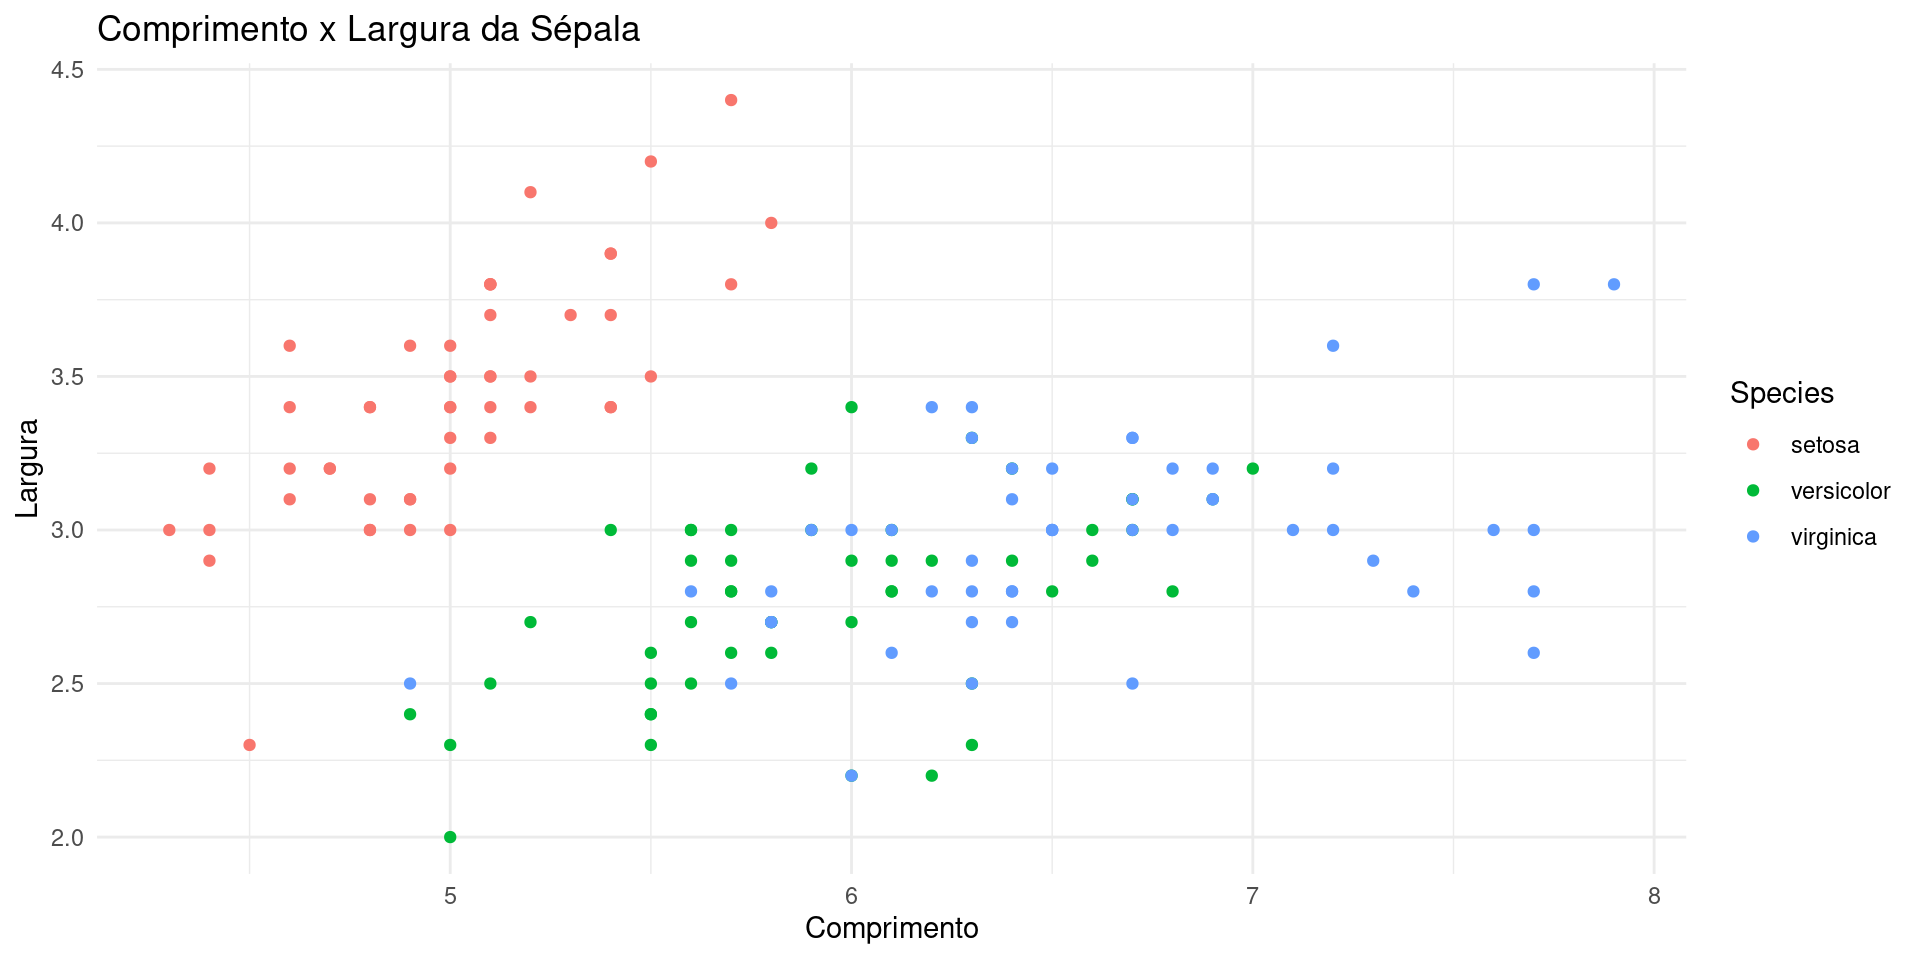 Comprimento x Largura da Sépala
4.5
4.0
3.5
3.0
2.5
2.0
Largura
5
6
7
8
Comprimento
Species
setosa
versicolor
virginica